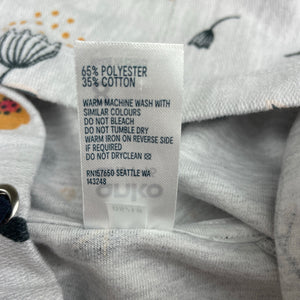 65% POLYESTER
35% COTTON
WARM MACHINE WASH WITH
SIMILAR COLOURS
DO NOT BLEACH
DO NOT TUMBLE DRY
WARM IRON ON REVERSE SIDE
IF REQUIRED
DO NOT DRYCLEAN
RN157650 SEATTLE WA
143248